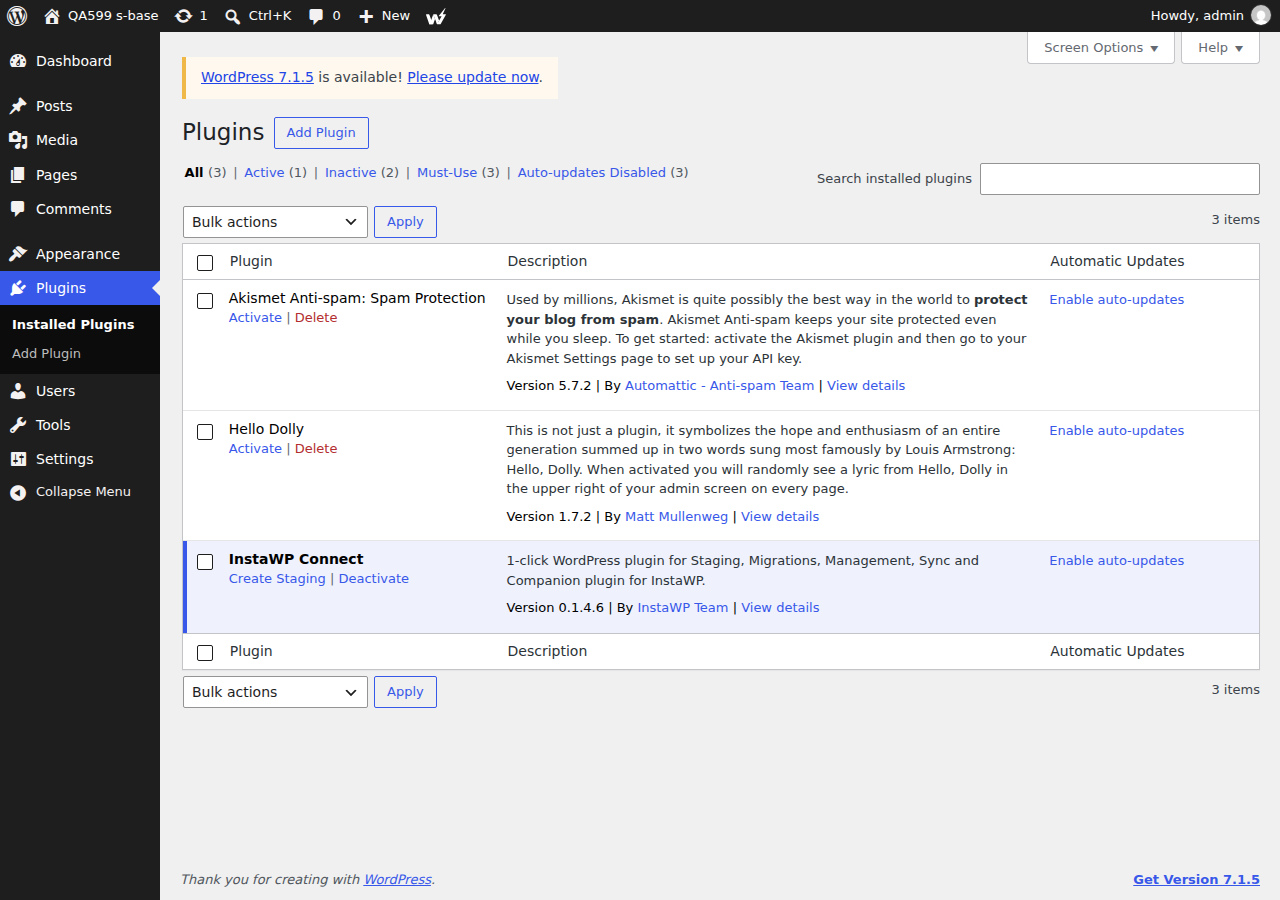 QA599 s-base 1 Ctrl+K 0 New Howdy, admin
Dashboard
Posts
Media
Pages
Comments
Appearance
Plugins
Installed Plugins
Add Plugin
Users
Tools
Settings
Collapse Menu
Screen Options Help
WordPress 7.1.5 is available! Please update now.
Plugins Add Plugin
All (3) | Active (1) | Inactive (2) | Must-Use (3) | Auto-updates Disabled (3)
Search installed plugins
Bulk actions Apply 3 items
Plugin Description Automatic Updates
Akismet Anti-spam: Spam Protection
Activate | Delete
Used by millions, Akismet is quite possibly the best way in the world to protect
your blog from spam. Akismet Anti-spam keeps your site protected even
while you sleep. To get started: activate the Akismet plugin and then go to your
Akismet Settings page to set up your API key.
Version 5.7.2 | By Automattic - Anti-spam Team | View details
Enable auto-updates
Hello Dolly
Activate | Delete
This is not just a plugin, it symbolizes the hope and enthusiasm of an entire
generation summed up in two words sung most famously by Louis Armstrong:
Hello, Dolly. When activated you will randomly see a lyric from Hello, Dolly in
the upper right of your admin screen on every page.
Version 1.7.2 | By Matt Mullenweg | View details
Enable auto-updates
InstaWP Connect
Create Staging | Deactivate
1-click WordPress plugin for Staging, Migrations, Management, Sync and
Companion plugin for InstaWP.
Version 0.1.4.6 | By InstaWP Team | View details
Enable auto-updates
Plugin Description Automatic Updates
Bulk actions Apply 3 items
Thank you for creating with WordPress. Get Version 7.1.5